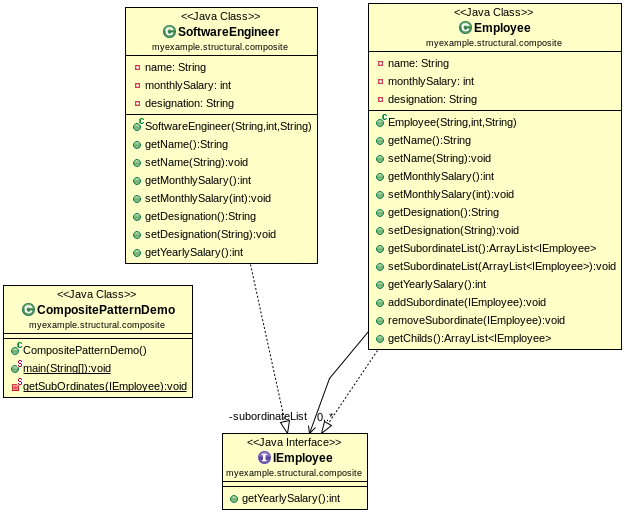 <<Java Class>>
SoftwareEngineer
myexample.structural.composite
name: String
monthlySalary: int
designation: String
SoftwareEngineer(String,int,String)
getName():String
setName(String):void
getMonthlySalary():int
setMonthlySalary(int):void
getDesignation():String
setDesignation(String):void
getYearlySalary():int
<<Java Class>>
Employee
myexample.structural.composite
name: String
monthlySalary: int
designation: String
Employee(String,int,String)
getName():String
setName(String):void
getMonthlySalary():int
setMonthlySalary(int):void
getDesignation():String
setDesignation(String):void
getSubordinateList():ArrayList<IEmployee>
setSubordinateList(ArrayList<IEmployee>):void
getYearlySalary():int
addSubordinate(IEmployee):void
removeSubordinate(IEmployee):void
getChilds():ArrayList<IEmployee>
<<Java Class>>
CompositePatternDemo
myexample.structural.composite
CompositePatternDemo()
main(String[]):void
getSubOrdinates(IEmployee):void
-subordinateList 0..*
<<Java Interface>>
IEmployee
myexample.structural.composite
getYearlySalary():int